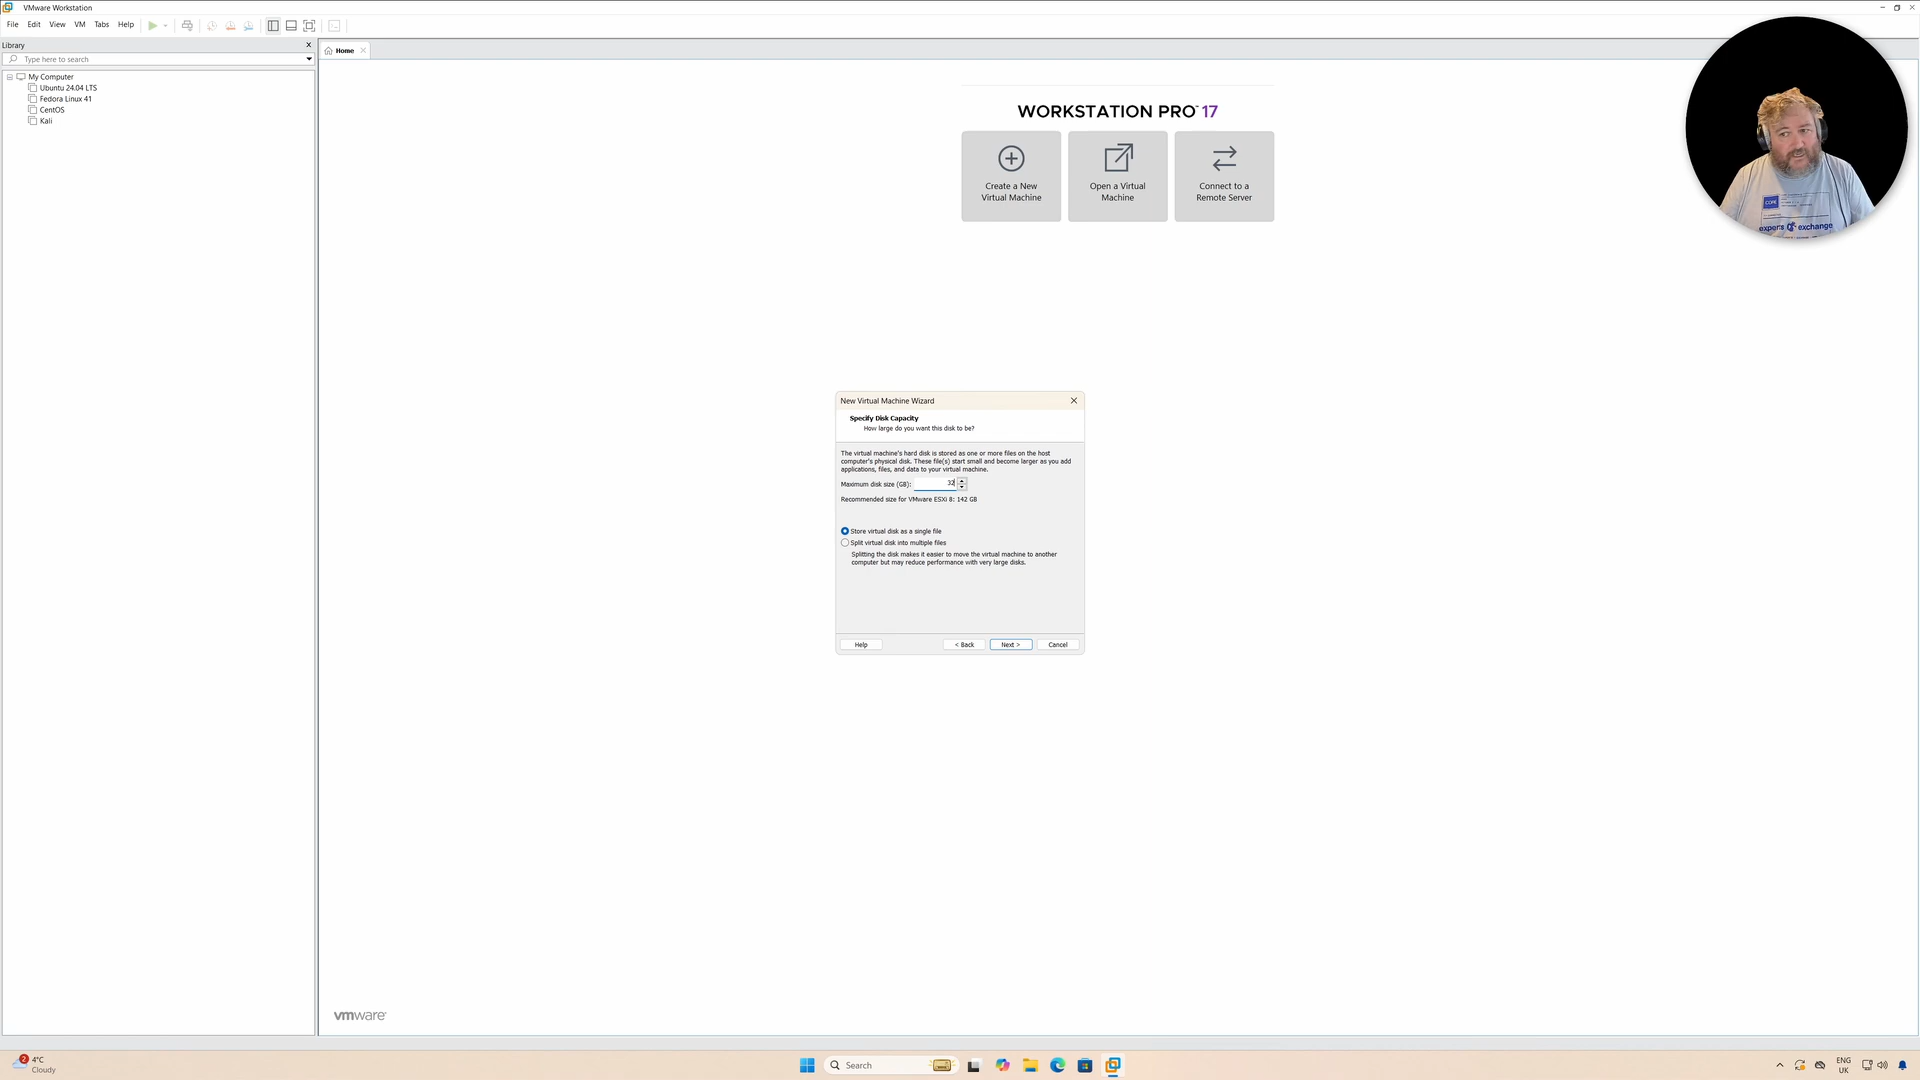 VMware Workstation
File Edit View VM Tabs Help
Library
Type here to search
My Computer
Ubuntu 24.04 LTS
Fedora Linux 41
CentOS
Kali
Home
WORKSTATION PRO 17
Create a New
Virtual Machine
Open a Virtual
Machine
Connect to a
Remote Server
New Virtual Machine Wizard
Specify Disk Capacity
How large do you want this disk to be?
The virtual machine's hard disk is stored as one or more files on the host
computer's physical disk. These file(s) start small and become larger as you add
applications, files, and data to your virtual machine.
Maximum disk size (GB): 32
Recommended size for VMware ESXi 8: 142 GB
Store virtual disk as a single file
Split virtual disk into multiple files
Splitting the disk makes it easier to move the virtual machine to another
computer but may reduce performance with very large disks.
Help < Back Next > Cancel
CORE
experts exchange
vmware
2
4°C
Cloudy
Search
ENG
UK